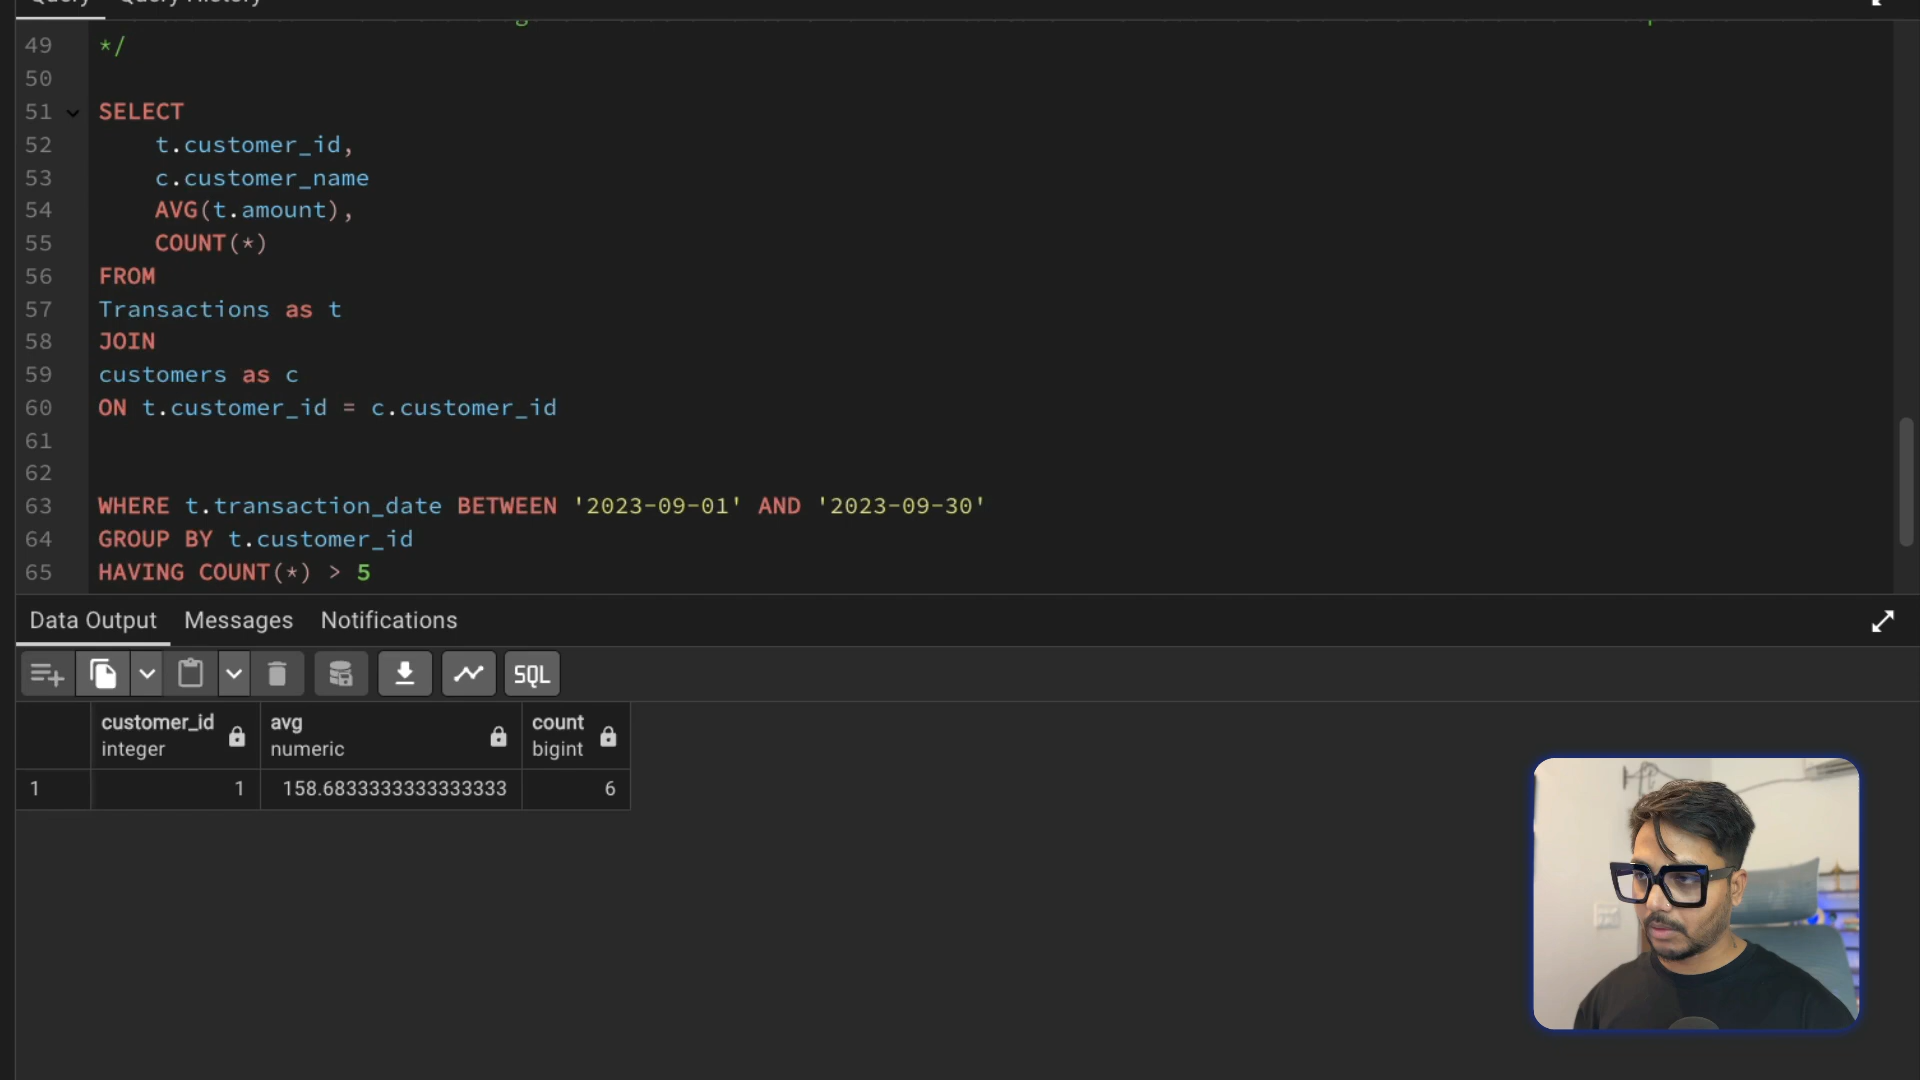 Query Query History
49 */
50
51 SELECT
52 t.customer_id,
53 c.customer_name
54 AVG(t.amount),
55 COUNT(*)
56 FROM
57 Transactions as t
58 JOIN
59 customers as c
60 ON t.customer_id = c.customer_id
61
62
63 WHERE t.transaction_date BETWEEN '2023-09-01' AND '2023-09-30'
64 GROUP BY t.customer_id
65 HAVING COUNT(*) > 5
Data Output Messages Notifications
SQL
customer_id avg count
integer numeric bigint
1 1 158.6833333333333333 6